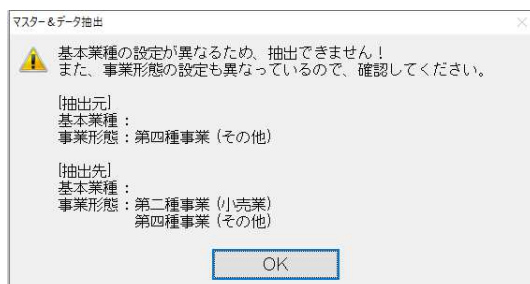 マスター&データ抽出
基本業種の設定が異なるため、抽出できません!
また、事業形態の設定も異なっているので、確認してください。
[抽出元]
基本業種:
事業形態:第四種事業(その他)
[抽出先]
基本業種:
事業形態:第二種事業(小売業)
第四種事業(その他)
OK